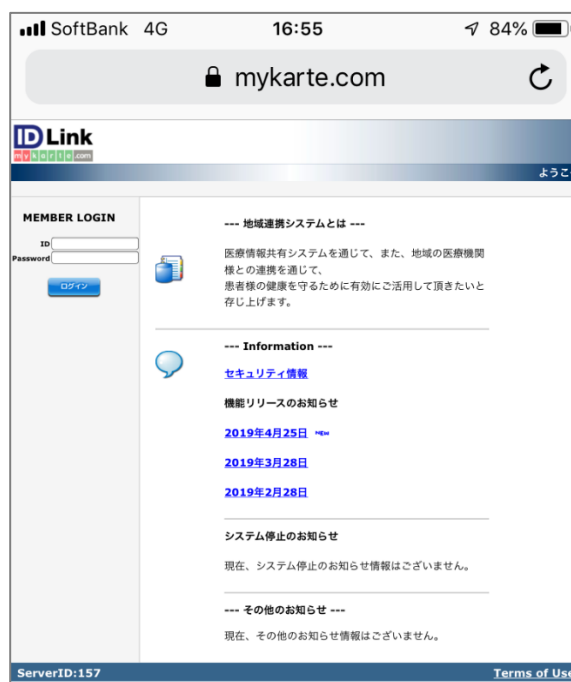 SoftBank 4G 16:55 84%
mykarte.com
ID Link
mykarte.com
ようこ
MEMBER LOGIN
ID
Password
ログイン
--- 地域連携システムとは ---
医療情報共有システムを通じて、また、地域の医療機関
様との連携を通じて、
患者様の健康を守るために有効にご活用して頂きたいと
存じ上げます。
--- Information ---
セキュリティ情報
機能リリースのお知らせ
2019年4月25日 NEW
2019年3月28日
2019年2月28日
システム停止のお知らせ
現在、システム停止のお知らせ情報はございません。
--- その他のお知らせ ---
現在、その他のお知らせ情報はございません。
ServerID:157
Terms of Use